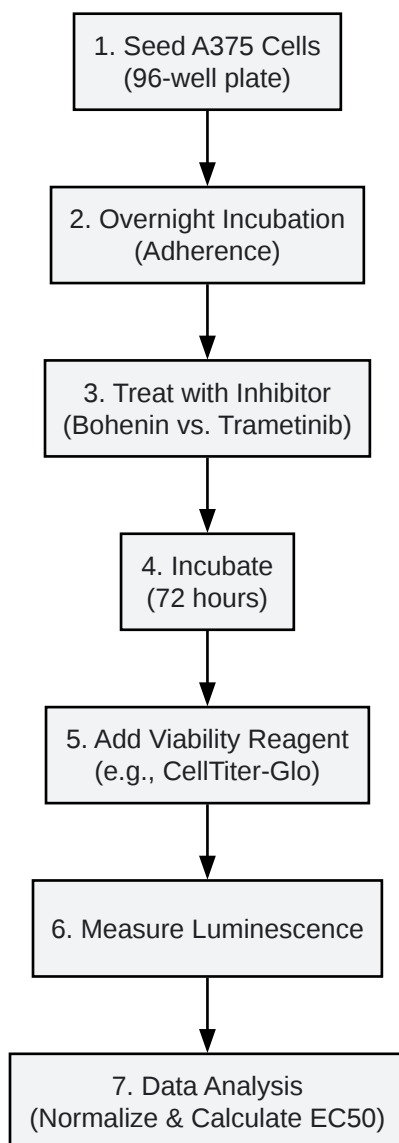 1. Seed A375 Cells
(96-well plate)
2. Overnight Incubation
(Adherence)
3. Treat with Inhibitor
(Bohenin vs. Trametinib)
4. Incubate
(72 hours)
5. Add Viability Reagent
(e.g., CellTiter-Glo)
6. Measure Luminescence
7. Data Analysis
(Normalize & Calculate EC50)